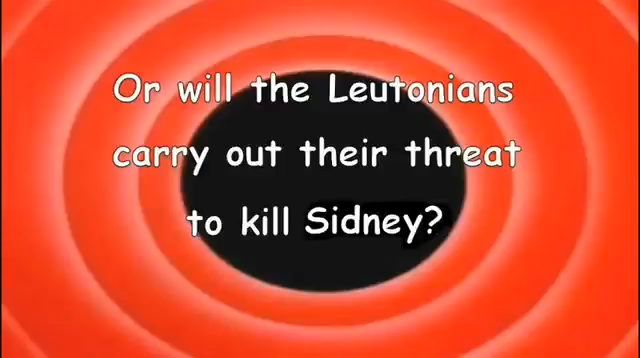 Or will the Leutonians
carry out their threat
to kill Sidney?